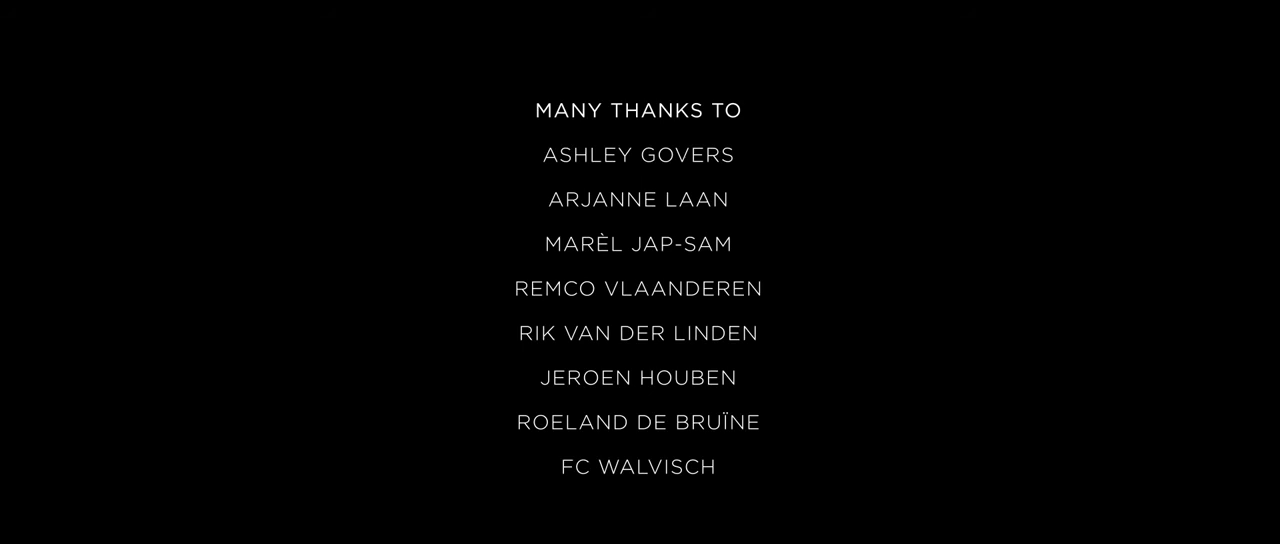 MANY THANKS TO
ASHLEY GOVERS
ARJANNE LAAN
MARÈL JAP-SAM
REMCO VLAANDEREN
RIK VAN DER LINDEN
JEROEN HOUBEN
ROELAND DE BRUÏNE
FC WALVISCH